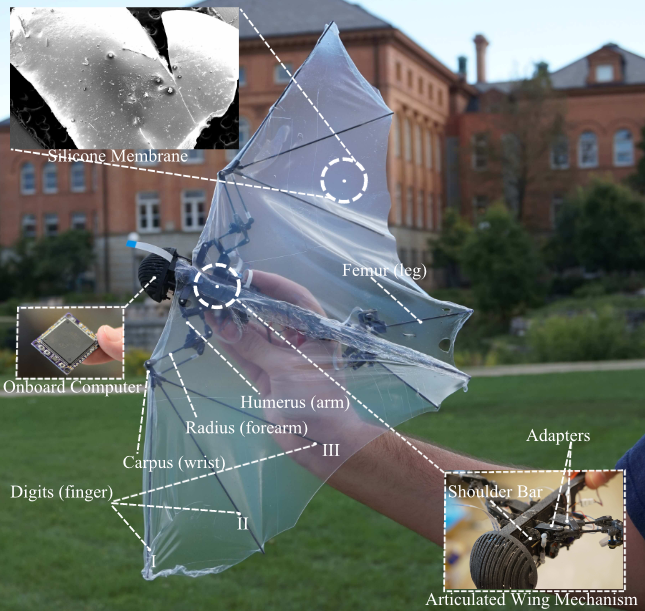 Silicone Membrane
Femur (leg)
Onboard Computer
Humerus (arm)
Radius (forearm)
Carpus (wrist)
Adapters
III
Digits (finger)
Shoulder Bar
II
I
Articulated Wing Mechanism